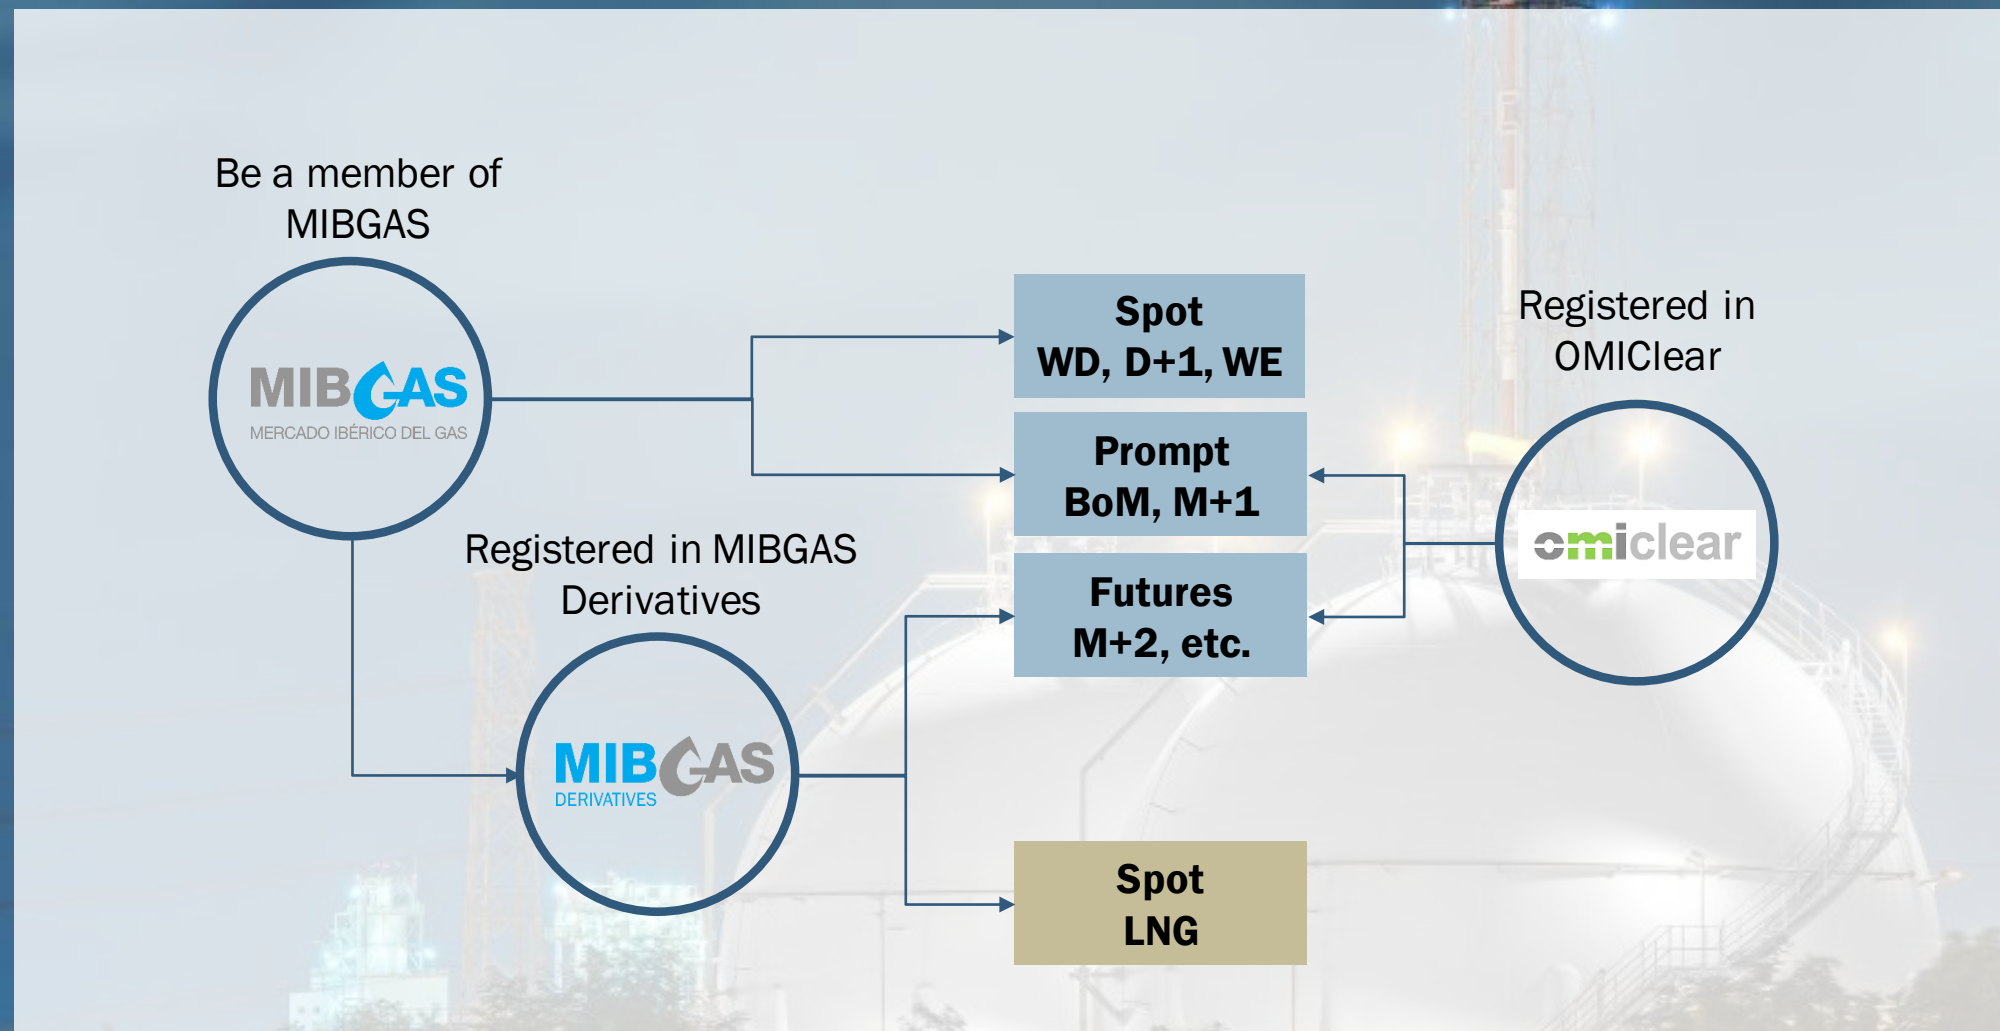 Be a member of
MIBGAS
MIBGAS
MERCADO IBÉRICO DEL GAS
Registered in MIBGAS
Derivatives
MIBGAS
DERIVATIVES
Spot
WD, D+1, WE
Prompt
BoM, M+1
Futures
M+2, etc.
Spot
LNG
Registered in
OMIClear
omiclear